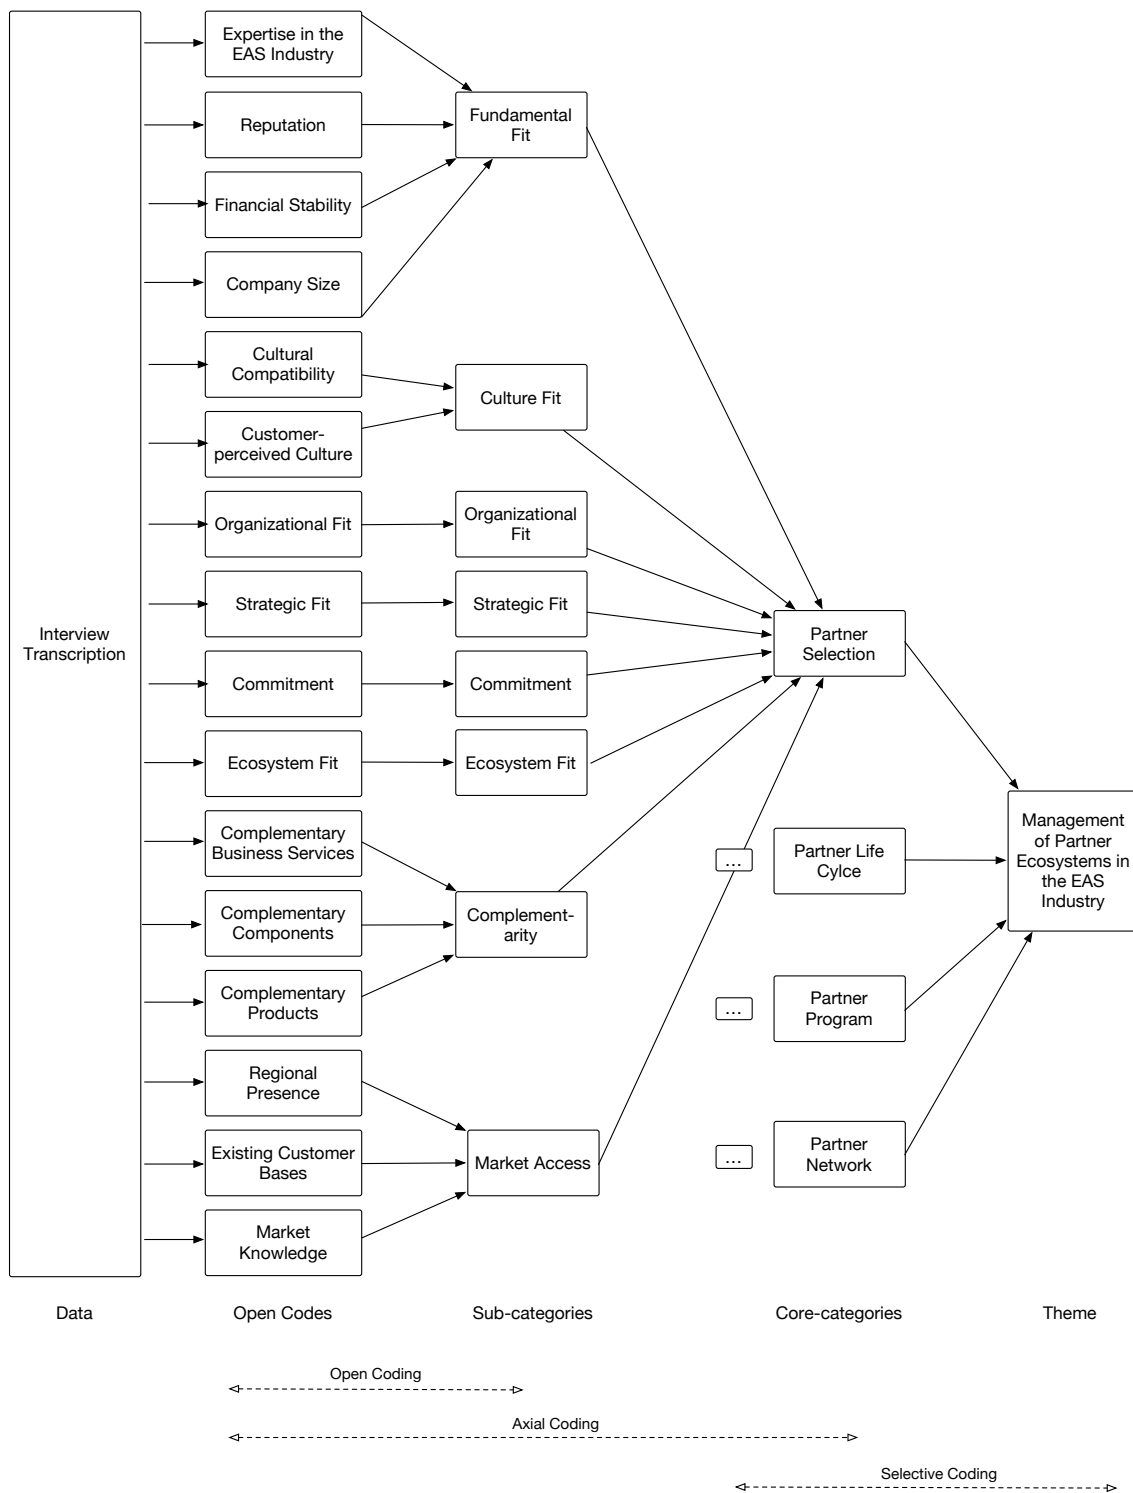 Interview
Transcription
Expertise in the
EAS Industry
Reputation
Financial Stability
Company Size
Cultural
Compatibility
Customer-
perceived Culture
Organizational Fit
Strategic Fit
Commitment
Ecosystem Fit
Complementary
Business Services
Complementary
Components
Complementary
Products
Regional
Presence
Existing Customer
Bases
Market
Knowledge
Fundamental
Fit
Culture Fit
Organizational
Fit
Strategic Fit
Commitment
Ecosystem Fit
Complement-
arity
Market Access
Partner
Selection
...
Partner Life
Cylce
...
Partner
Program
...
Partner
Network
Management
of Partner
Ecosystems in
the EAS
Industry
Data
Open Codes
Sub-categories
Core-categories
Theme
Open Coding
Axial Coding
Selective Coding